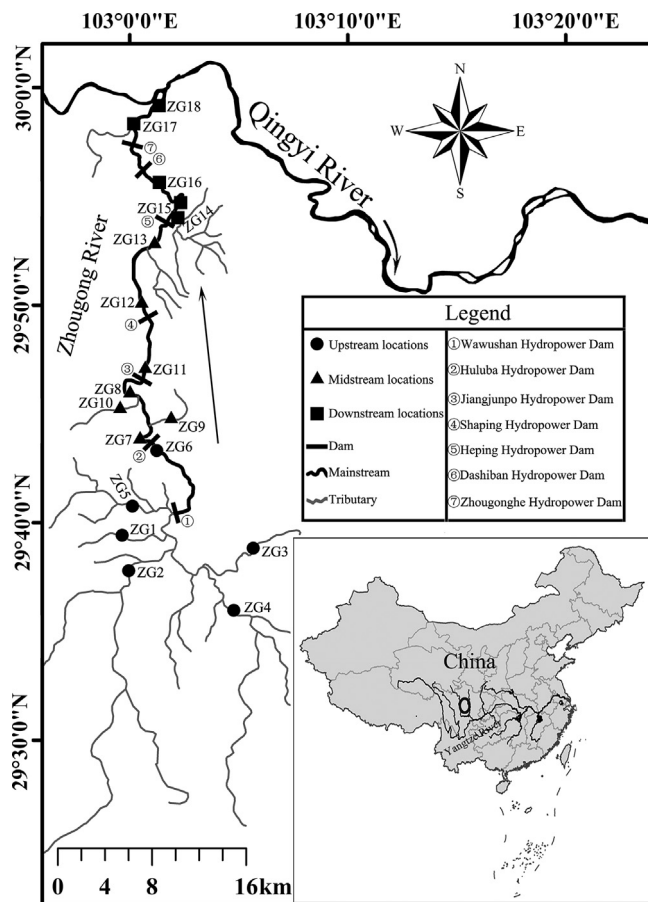 103°0'0"E 103°10'0"E 103°20'0"E
30°0'0"N
29°50'0"N
29°40'0"N
29°30'0"N
N
W E
S
Qingyi River
Zhougong River
ZG18
ZG17
⑦
⑥
ZG16
ZG15
ZG14
⑤
ZG13
ZG12
④
③
ZG11
ZG8
ZG10
ZG9
ZG7
②
ZG6
ZG5
①
ZG1
ZG3
ZG2
ZG4
Legend
Upstream locations
Midstream locations
Downstream locations
Dam
Mainstream
Tributary
①Wawushan Hydropower Dam
②Huluba Hydropower Dam
③Jiangjunpo Hydropower Dam
④Shaping Hydropower Dam
⑤Heping Hydropower Dam
⑥Dashiban Hydropower Dam
⑦Zhougonghe Hydropower Dam
China
Yangtze River
0 4 8 16km